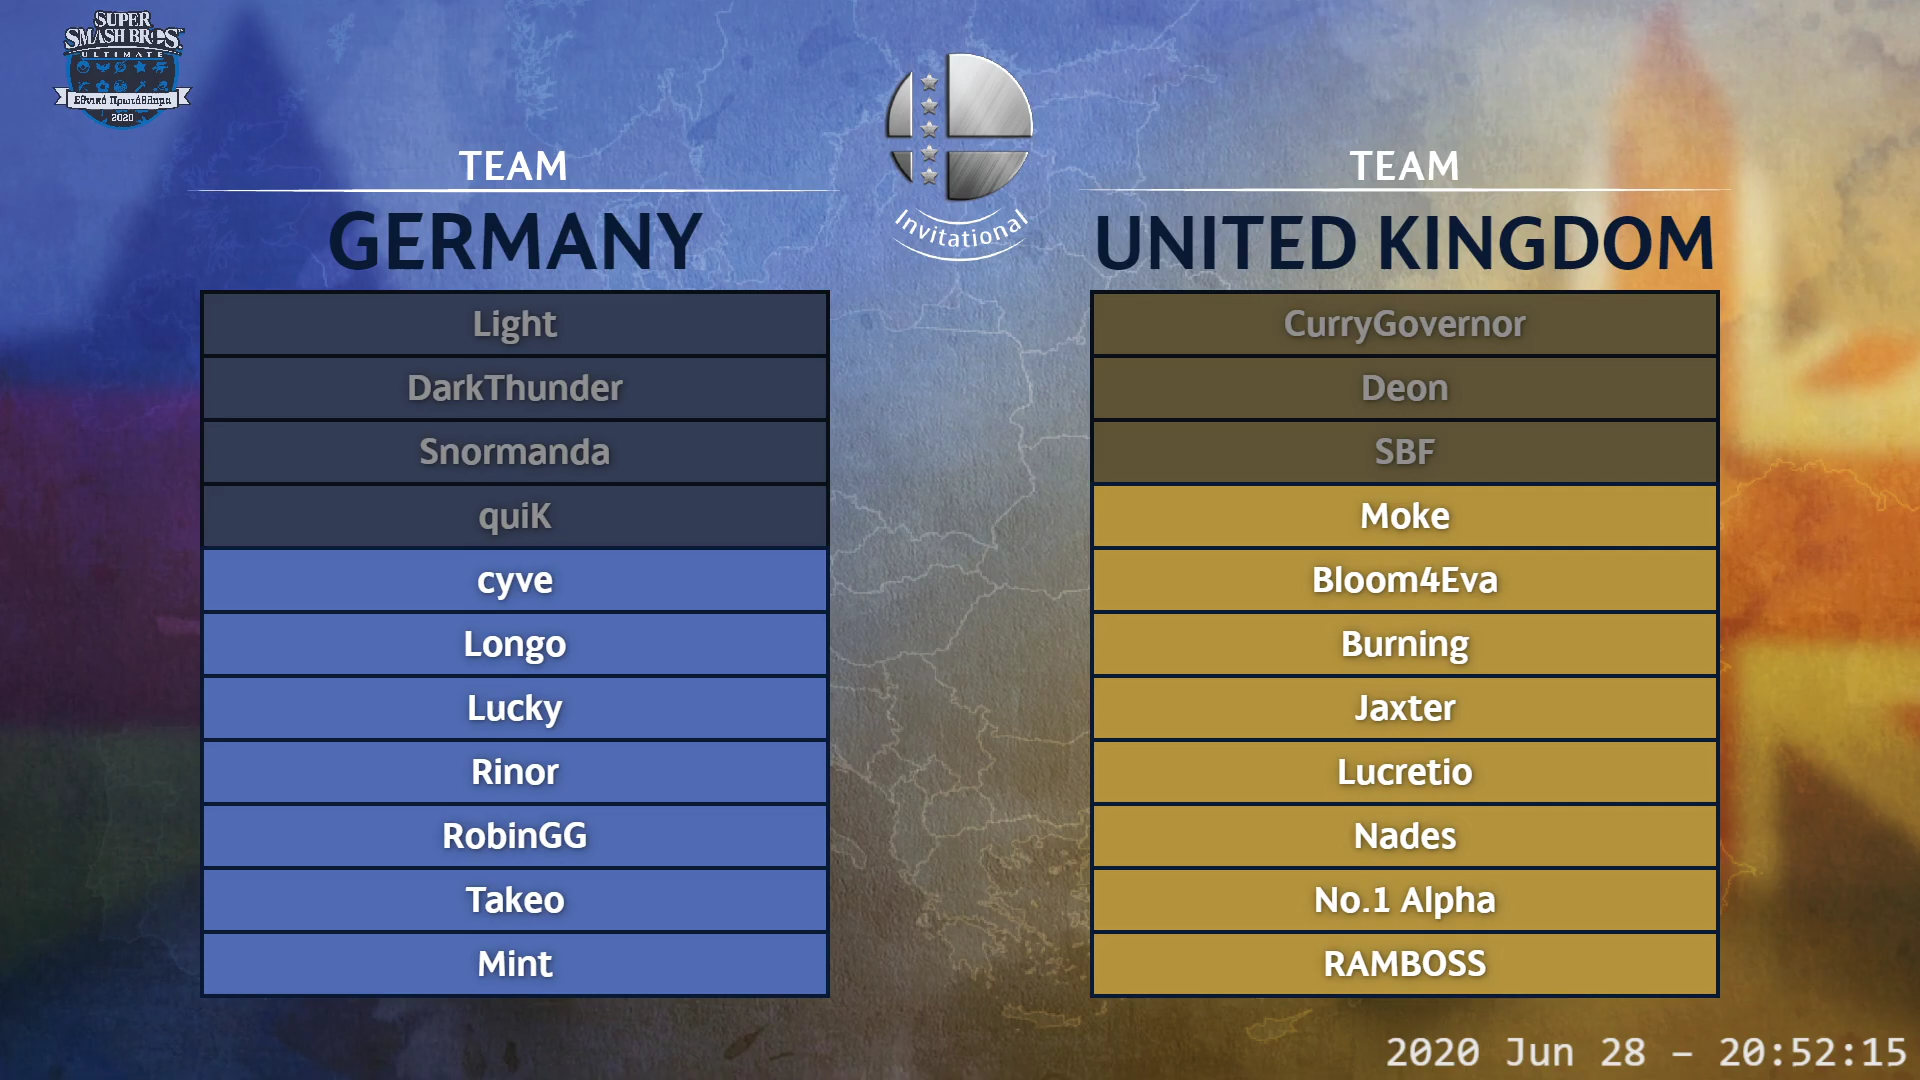 SUPER
SMASH BROS.
ULTIMATE
Εθνικό Πρωτάθλημα
2020
Invitational
TEAM
GERMANY
Light
DarkThunder
Snormanda
quiK
cyve
Longo
Lucky
Rinor
RobinGG
Takeo
Mint
TEAM
UNITED KINGDOM
CurryGovernor
Deon
SBF
Moke
Bloom4Eva
Burning
Jaxter
Lucretio
Nades
No.1 Alpha
RAMBOSS
2020 Jun 28 – 20:52:15